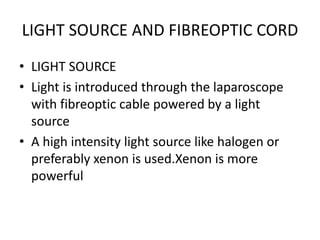 LIGHT SOURCE AND FIBREOPTIC CORD
• LIGHT SOURCE
• Light is introduced through the laparoscope
with fibreoptic cable powered by a light
source
• A high intensity light source like halogen or
preferably xenon is used.Xenon is more
powerful